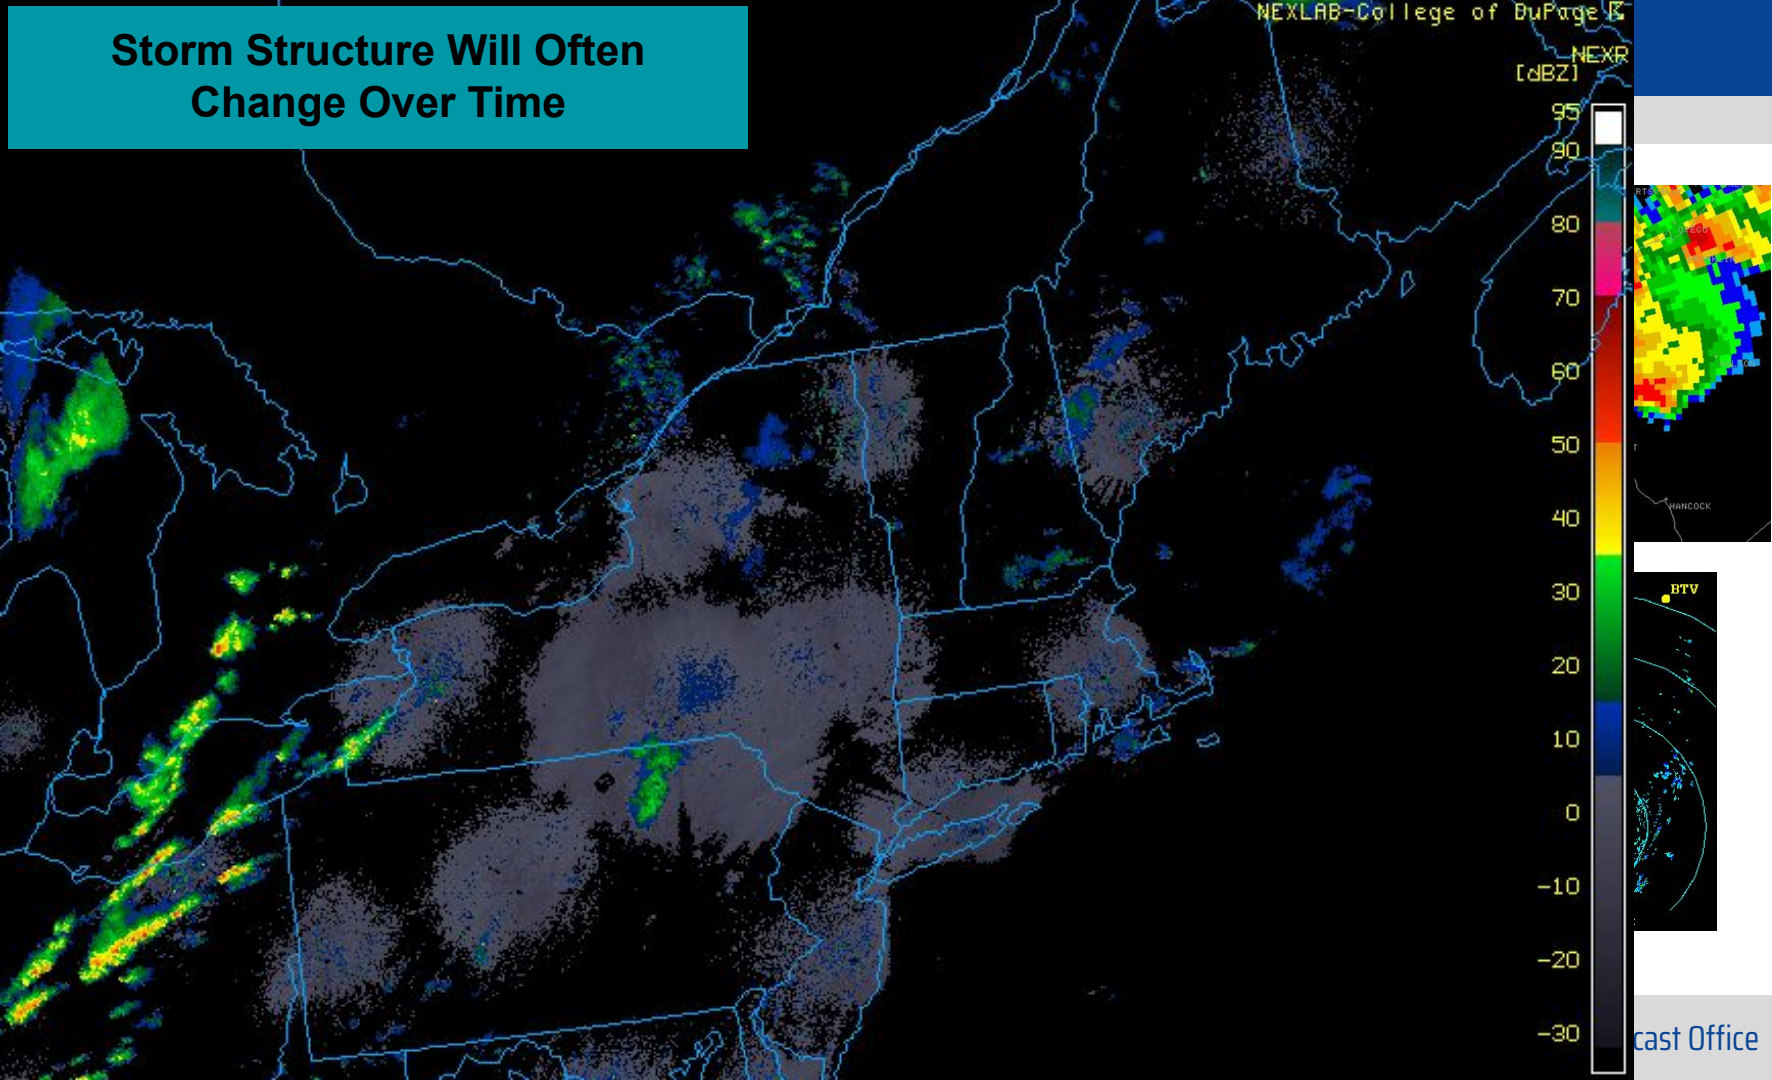 NEXLAB-College of DuPage
Storm Structure Will Often
Change Over Time
NEXR
[dBZ]
95
90
80
70
60
50
40
30
20
10
0
-10
-20
-30
HANCOCK
BTV
cast Office